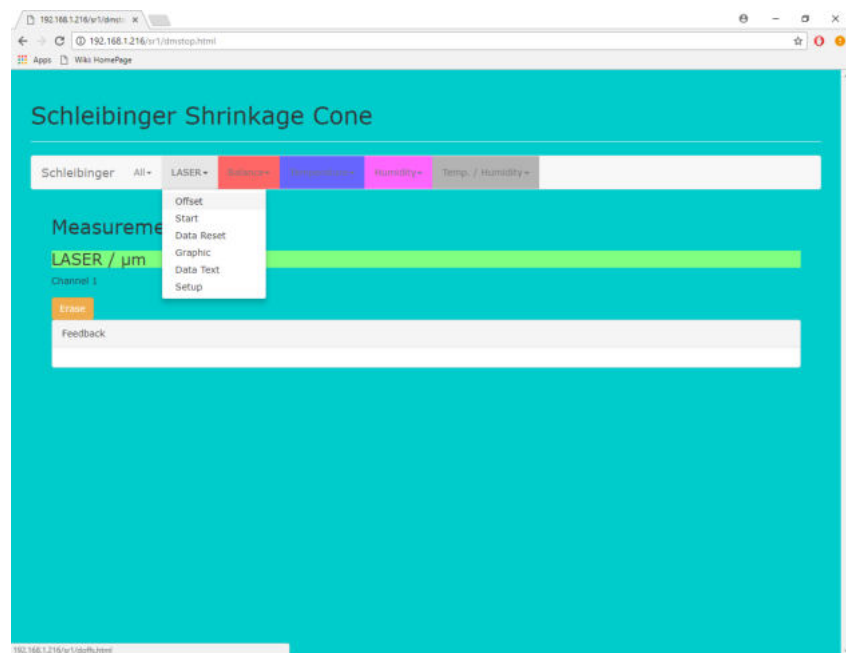 192.168.1.216/sr1/dmst
192.168.1.216/sr1/dmstop.html
Apps Wiki HomePage
Schleibinger Shrinkage Cone
Schleibinger All LASER Balance Humidity Temp. / Humidity
Offset
Start
Data Reset
Graphic
Data Text
Setup
Measureme
LASER / µm
Channel 1
Erase
Feedback